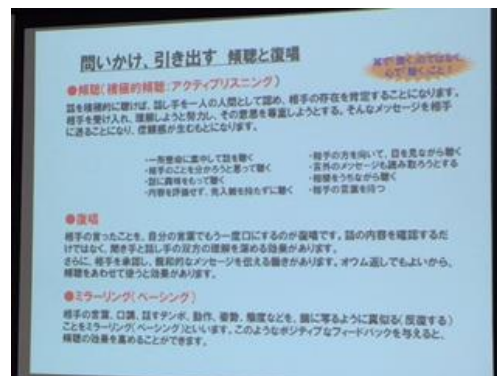 問いかけ、引き出す 傾聴と復唱
耳で「聞く」のではなく
心で「聴く」こと！
●傾聴(積極的傾聴:アクティブリスニング)
話を積極的に聴けば、話し手を一人の人間として認め、相手の存在を肯定することになります。
相手を受け入れ、理解しようと努力し、その意思を尊重しようとする、そんなメッセージを相手
に送ることになり、信頼感が生むもとになります。
・一所懸命に集中して話を聴く
・相手のことを分かろうと思って聴く
・話に興味をもって聴く
・内容を評価せず、先入観を持たずに聴く
・相手の方を向いて、目を見ながら聴く
・言外のメッセージも読み取ろうとする
・相槌をうちながら聴く
・相手の言葉を待つ
●復唱
相手の言ったことを、自分の言葉でもう一度口にするのが復唱です。話の内容を確認するだ
けではなく、聞き手と話し手の双方の理解を深める効果があります。
さらに、相手を承認し、親和的なメッセージを伝える働きがあります。オウム返しでもよいから、
傾聴をあわせて使うと効果があります。
●ミラーリング(ペーシング)
相手の言葉、口調、話すテンポ、動作、姿勢、態度などを、鏡に写るように真似る(反復する)
ことをミラーリング(ペーシング)といいます。このようなポジティブなフィードバックを与えると、
傾聴の効果を高めることができます。